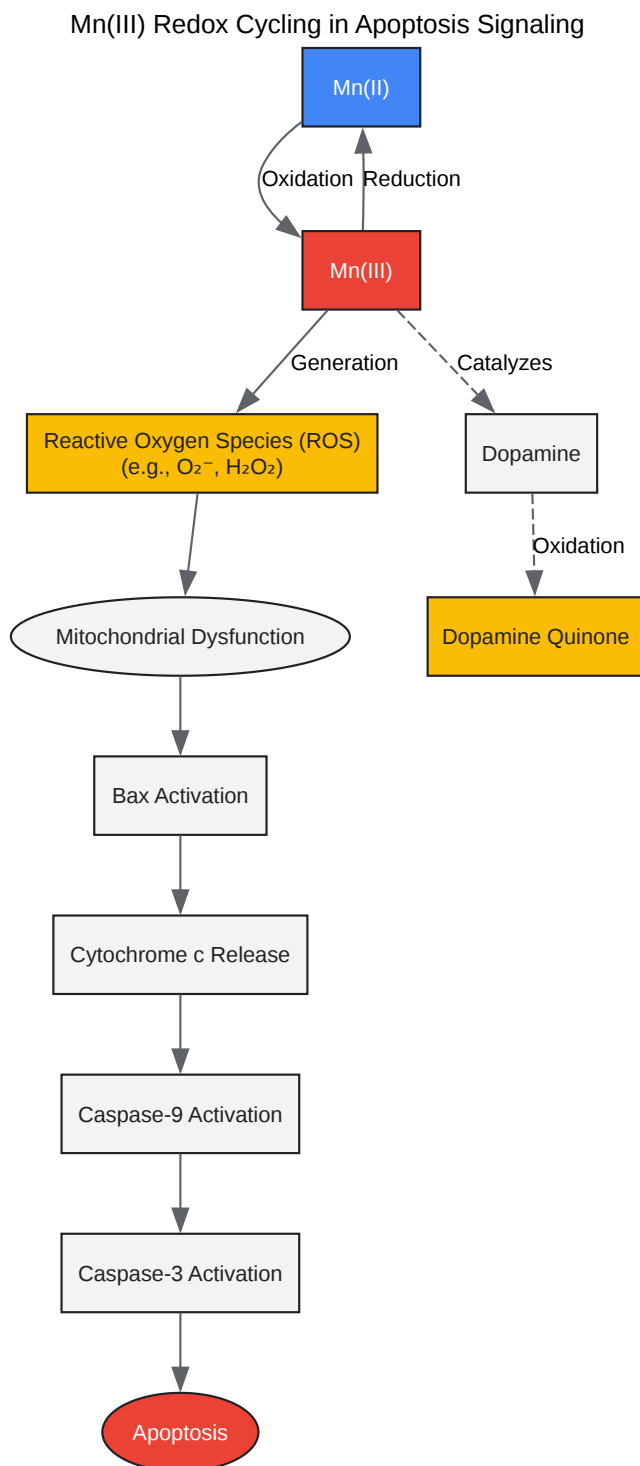 Mn(III) Redox Cycling in Apoptosis Signaling
Mn(II)
Oxidation
Reduction
Mn(III)
Generation
Catalyzes
Reactive Oxygen Species (ROS)
(e.g., O₂⁻, H₂O₂)
Dopamine
Oxidation
Mitochondrial Dysfunction
Dopamine Quinone
Bax Activation
Cytochrome c Release
Caspase-9 Activation
Caspase-3 Activation
Apoptosis